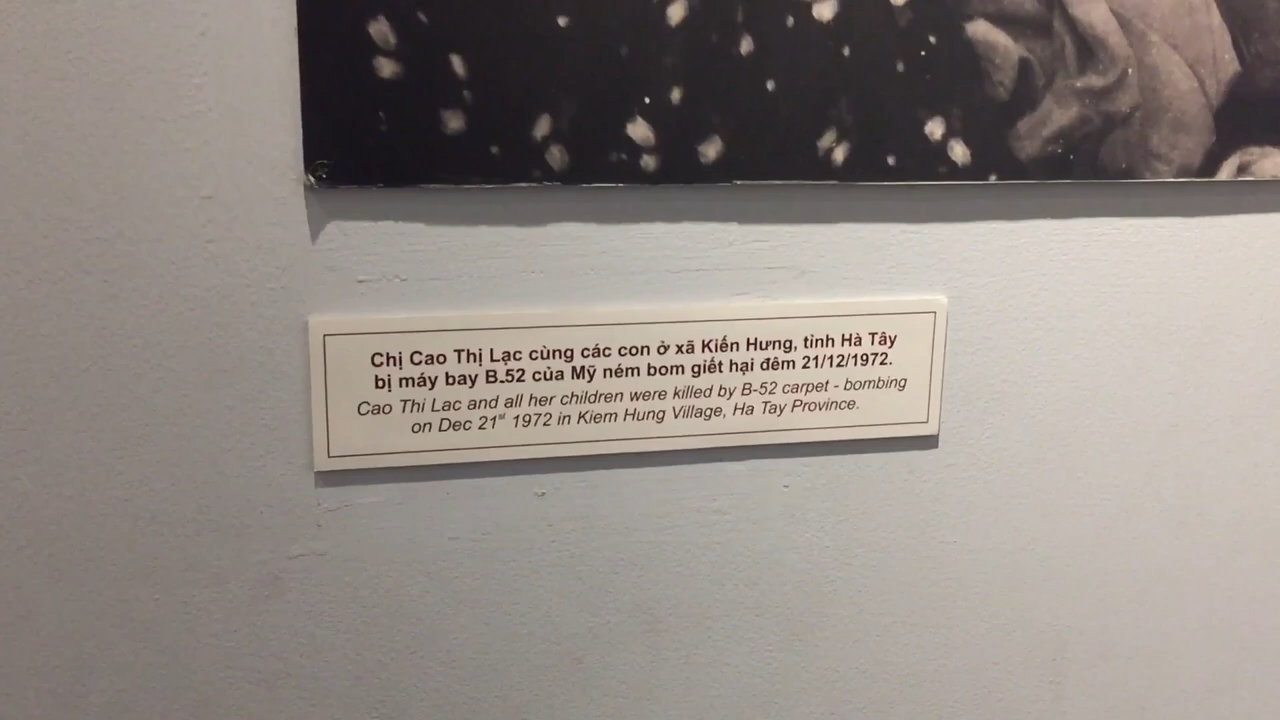 Chị Cao Thị Lạc cùng các con ở xã Kiến Hưng, tỉnh Hà Tây
bị máy bay B.52 của Mỹ ném bom giết hại đêm 21/12/1972.
Cao Thi Lac and all her children were killed by B-52 carpet - bombing
on Dec 21st 1972 in Kiem Hung Village, Ha Tay Province.